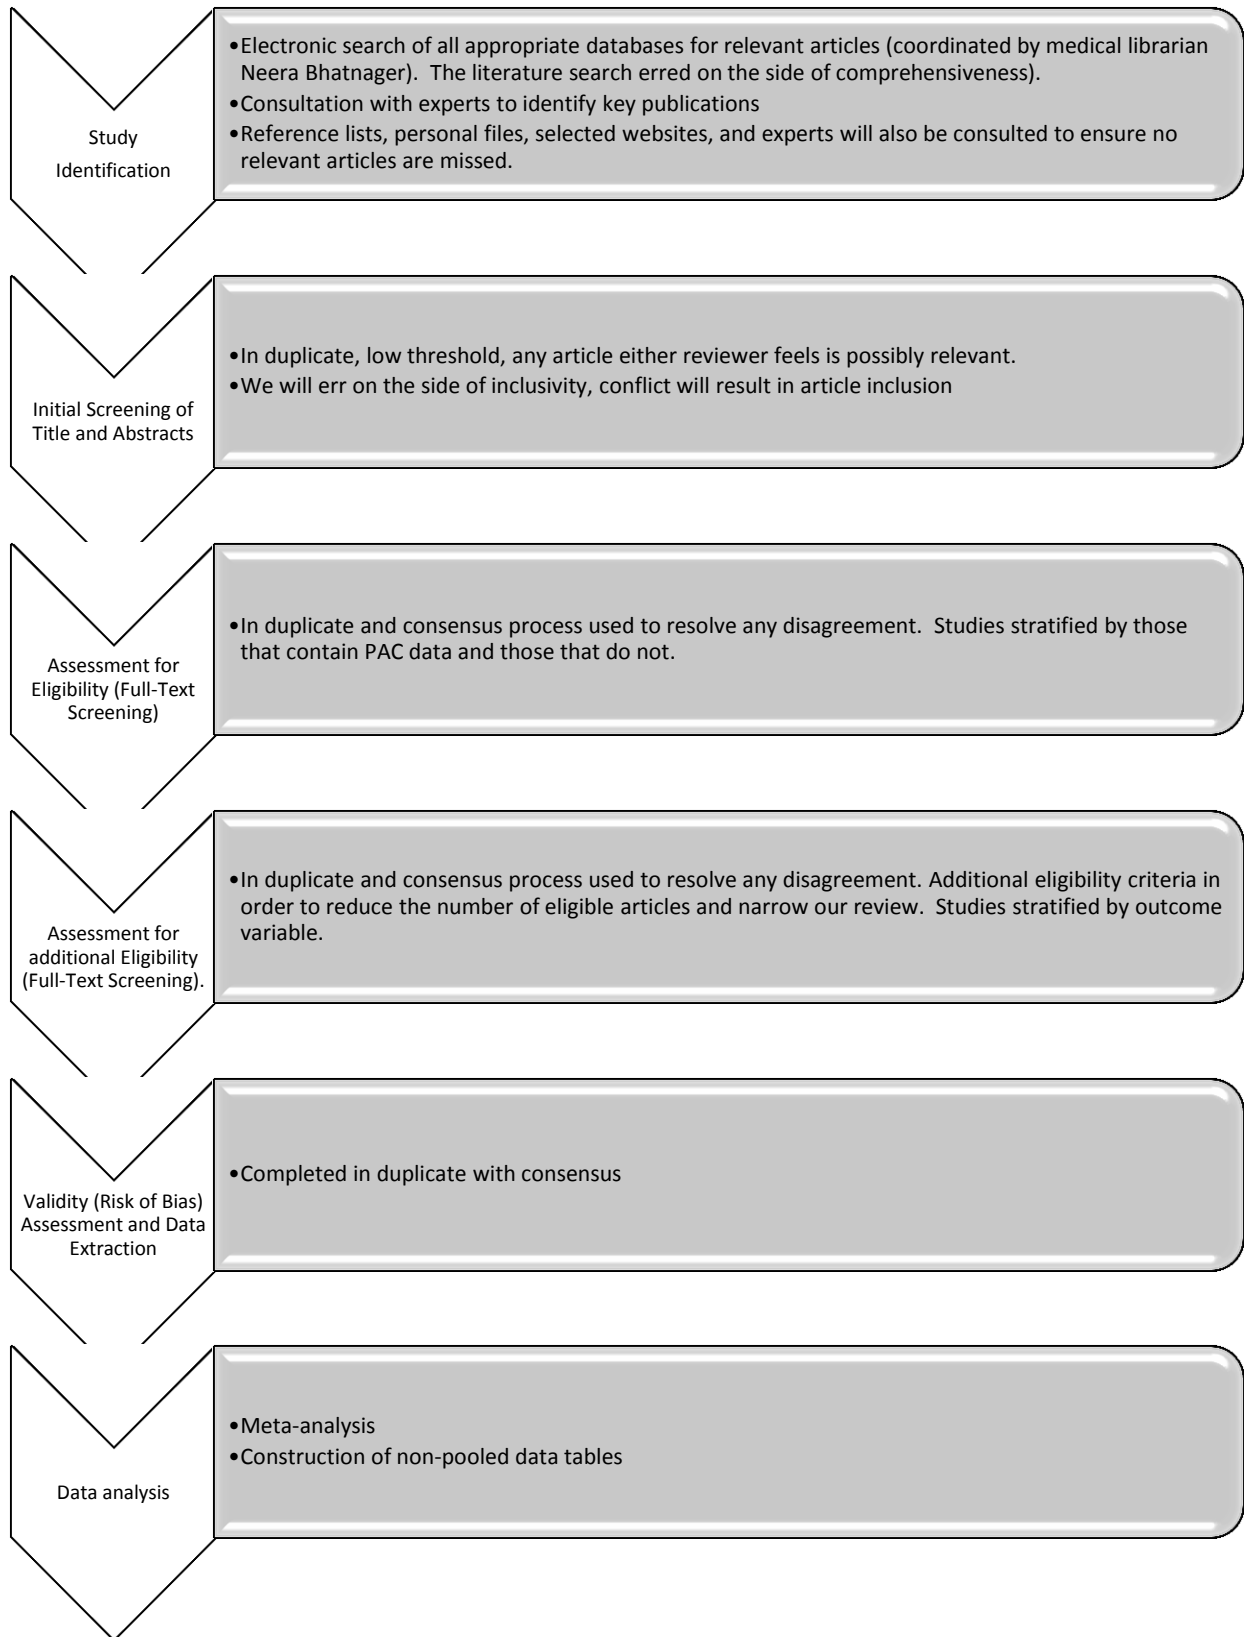 Study
Identification
•Electronic search of all appropriate databases for relevant articles (coordinated by medical librarian
Neera Bhatnager).  The literature search erred on the side of comprehensiveness).
•Consultation with experts to identify key publications
•Reference lists, personal files, selected websites, and experts will also be consulted to ensure no
relevant articles are missed.
Initial Screening of
Title and Abstracts
•In duplicate, low threshold, any article either reviewer feels is possibly relevant.
•We will err on the side of inclusivity, conflict will result in article inclusion
Assessment for
Eligibility (Full-Text
Screening)
•In duplicate and consensus process used to resolve any disagreement.  Studies stratified by those
that contain PAC data and those that do not.
Assessment for
additional Eligibility
(Full-Text Screening).
•In duplicate and consensus process used to resolve any disagreement. Additional eligibility criteria in
order to reduce the number of eligible articles and narrow our review.  Studies stratified by outcome
variable.
Validity (Risk of Bias)
Assessment and Data
Extraction
•Completed in duplicate with consensus
Data analysis
•Meta-analysis
•Construction of non-pooled data tables